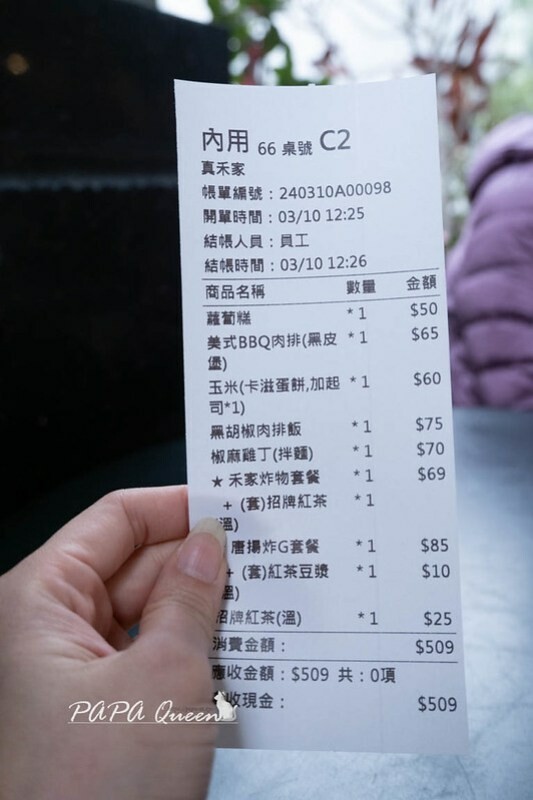 內用 66 桌號 C2
真禾家
帳單編號：240310A00098
開單時間：03/10 12:25
結帳人員：員工
結帳時間：03/10 12:26
商品名稱 數量 金額
蘿蔔糕 * 1 $50
美式BBQ肉排(黑皮 * 1 $65
堡)
玉米(卡滋蛋餅,加起 * 1 $60
司*1)
黑胡椒肉排飯 * 1 $75
椒麻雞丁(拌麵) * 1 $70
★ 禾家炸物套餐 * 1 $69
+ (套)招牌紅茶 * 1
溫)
唐揚炸G套餐 * 1 $85
+ (套)紅茶豆漿 * 1 $10
溫)
招牌紅茶(溫) * 1 $25
消費金額： $509
應收金額：$509 共：0項
收現金： $509
PAPA Queen